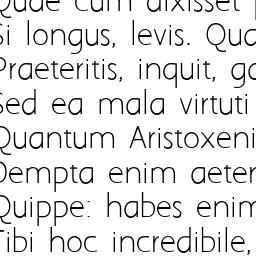 Quae cum dixisset
Si longus, levis. Qua
Praeteritis, inquit, ga
Sed ea mala virtuti
Quantum Aristoxeni
Dempta enim aeter
Quippe: habes enim
Tibi hoc incredibile,